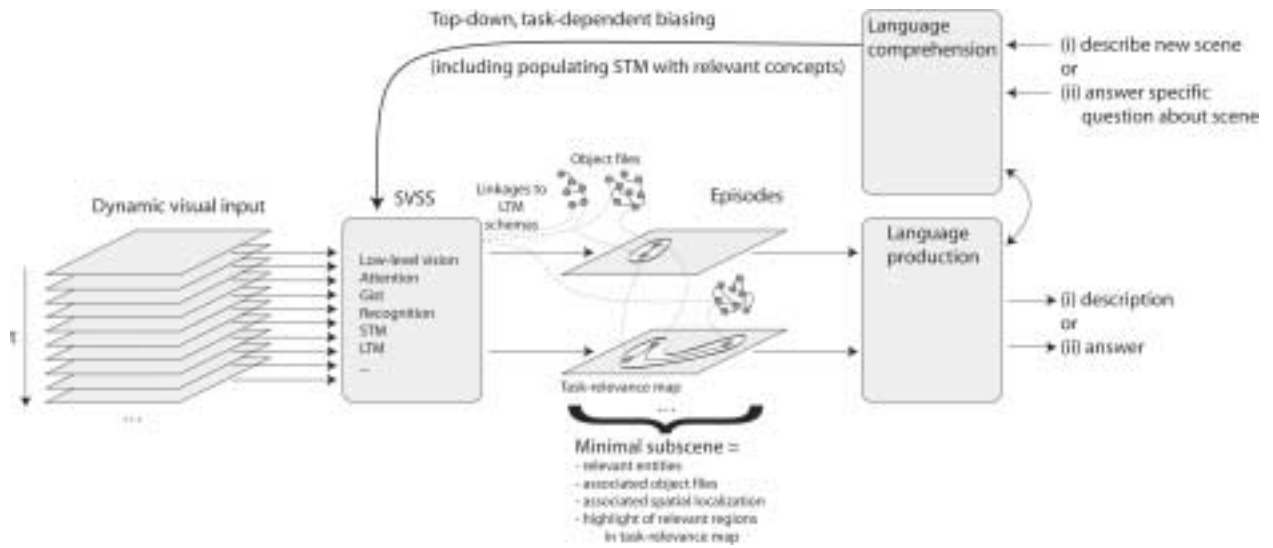 Top-down, task-dependent biasing
(including populating STM with relevant concepts)
Language
comprehension
(i) describe new scene
or
(ii) answer specific
question about scene
Dynamic visual input
SVSS
Linkages to
LTM
schemas
Object files
Episodes
Low-level vision
Attention
Gist
Recognition
STM
LTM
...
Language
production
(i) description
or
(ii) answer
Task-relevance map
...
...
Minimal subscene =
- relevant entities
- associated object files
- associated spatial localization
- highlight of relevant regions
in task-relevance map